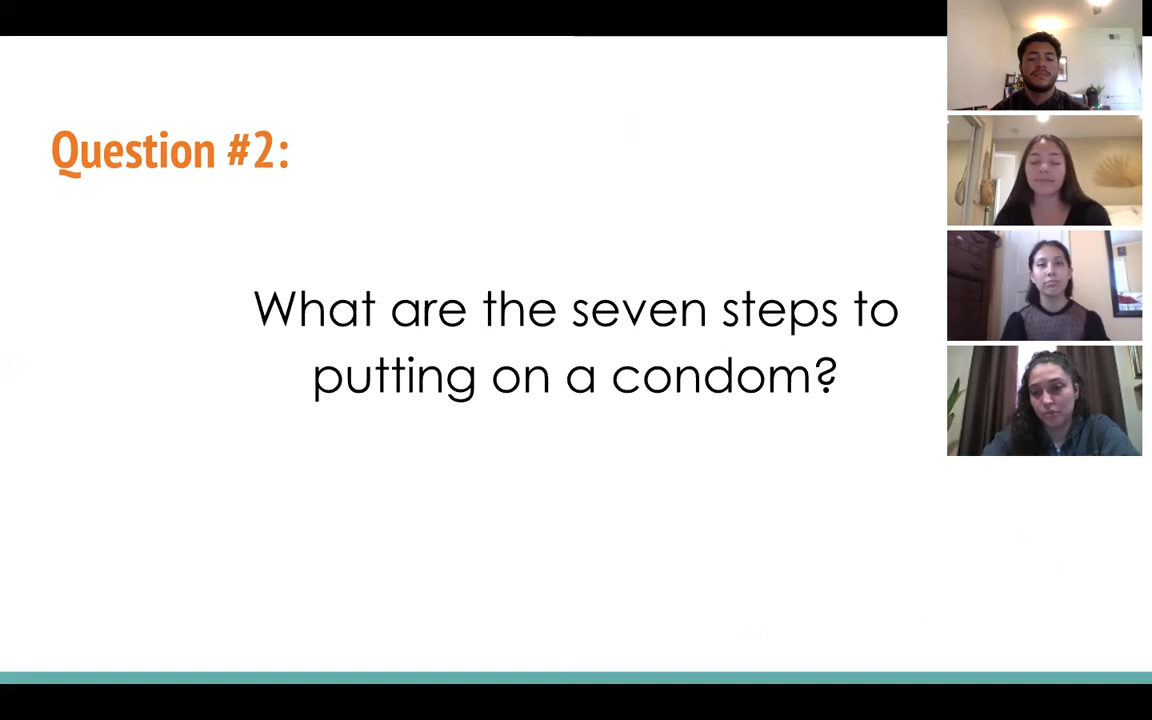 Question #2:
What are the seven steps to
putting on a condom?